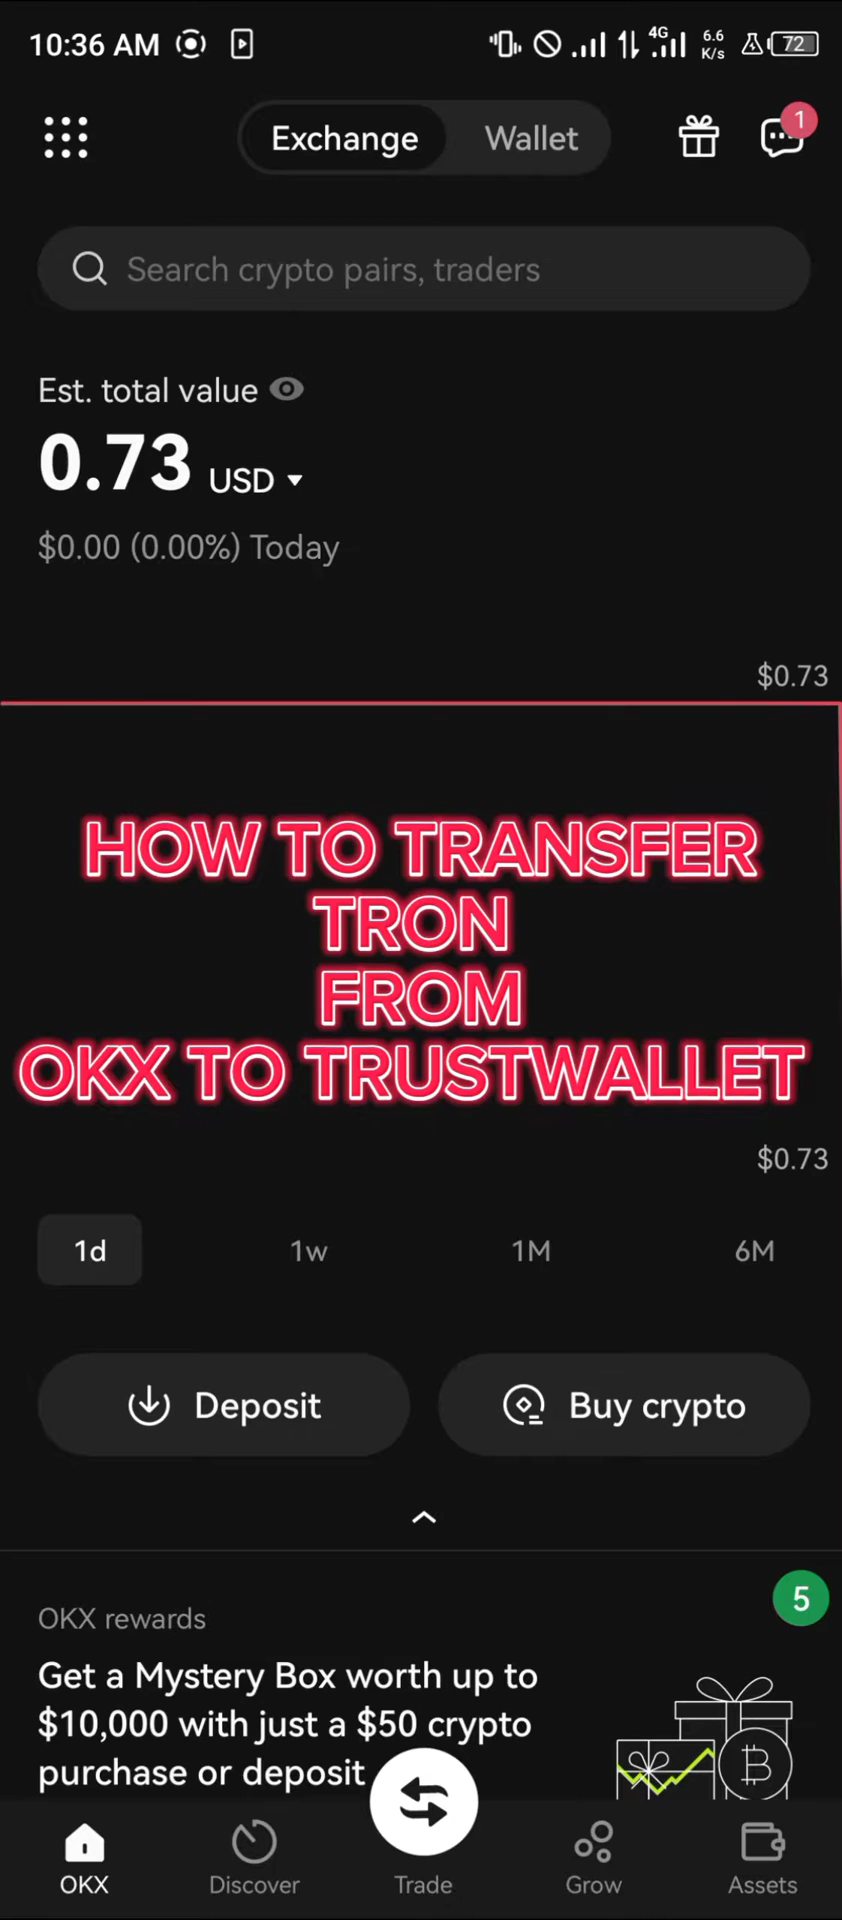 10:36 AM 4G 6.6 K/s 72
Exchange Wallet 1
Search crypto pairs, traders
Est. total value
0.73 USD
$0.00 (0.00%) Today
$0.73
HOW TO TRANSFER
TRON
FROM
OKX TO TRUSTWALLET
$0.73
1d 1w 1M 6M
Deposit Buy crypto
5
OKX rewards
Get a Mystery Box worth up to
$10,000 with just a $50 crypto
purchase or deposit
OKX Discover Trade Grow Assets